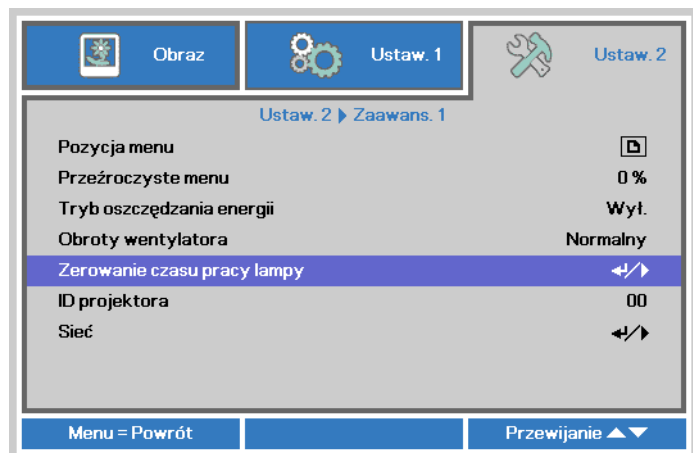 Obraz
Ustaw. 1
Ustaw. 2
Ustaw. 2 ▶ Zaawans. 1
Pozycja menu
Przeźroczyste menu 0 %
Tryb oszczędzania energii Wył.
Obroty wentylatora Normalny
Zerowanie czasu pracy lampy ↵/▶
ID projektora 00
Sieć ↵/▶
Menu = Powrót Przewijanie ▲▼